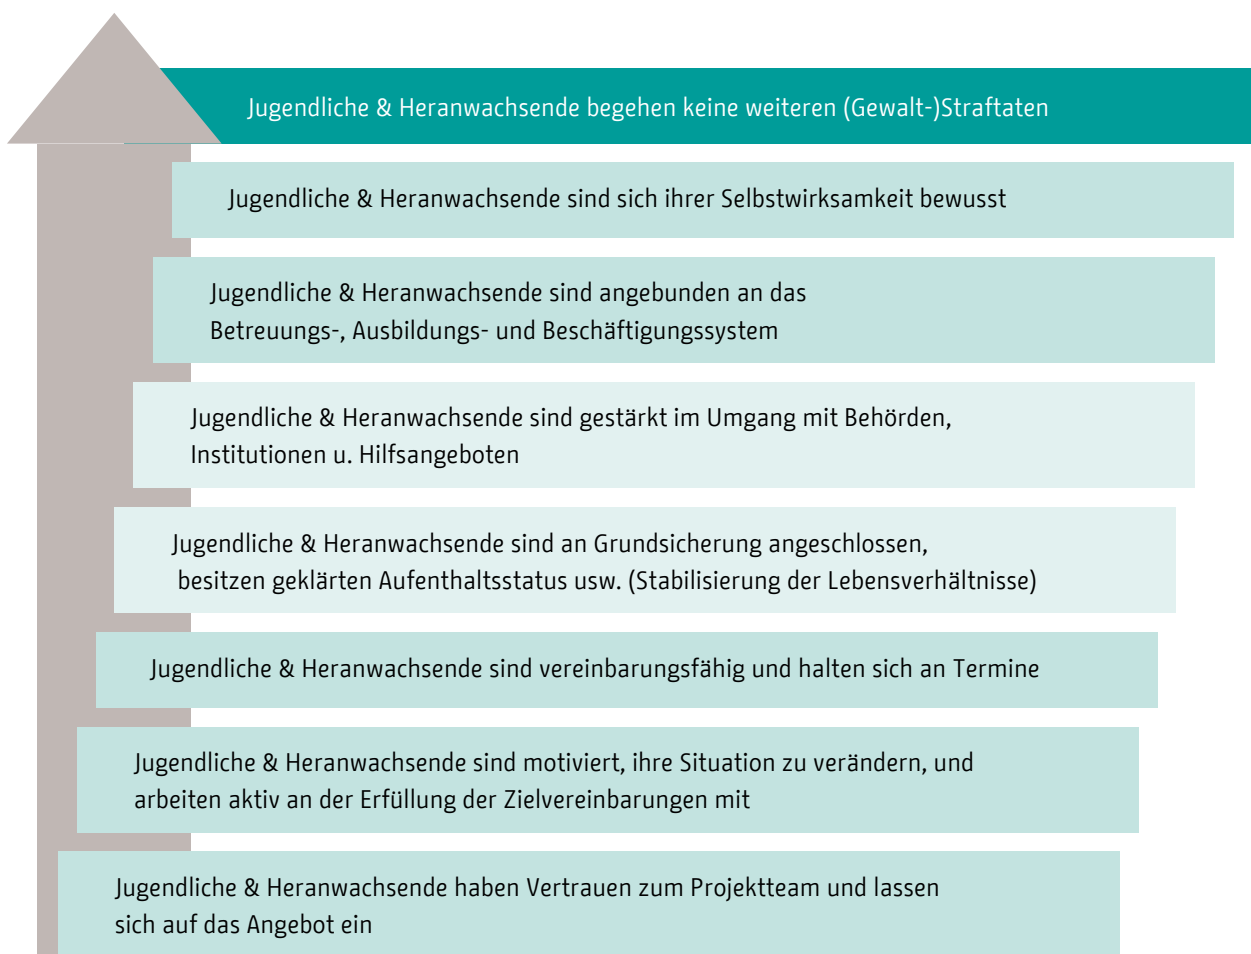 Jugendliche & Heranwachsende begehen keine weiteren (Gewalt-)Straftaten
Jugendliche & Heranwachsende sind sich ihrer Selbstwirksamkeit bewusst
Jugendliche & Heranwachsende sind angebunden an das
Betreuungs-, Ausbildungs- und Beschäftigungssystem
Jugendliche & Heranwachsende sind gestärkt im Umgang mit Behörden,
Institutionen u. Hilfsangeboten
Jugendliche & Heranwachsende sind an Grundsicherung angeschlossen,
besitzen geklärten Aufenthaltsstatus usw. (Stabilisierung der Lebensverhältnisse)
Jugendliche & Heranwachsende sind vereinbarungsfähig und halten sich an Termine
Jugendliche & Heranwachsende sind motiviert, ihre Situation zu verändern, und
arbeiten aktiv an der Erfüllung der Zielvereinbarungen mit
Jugendliche & Heranwachsende haben Vertrauen zum Projektteam und lassen
sich auf das Angebot ein